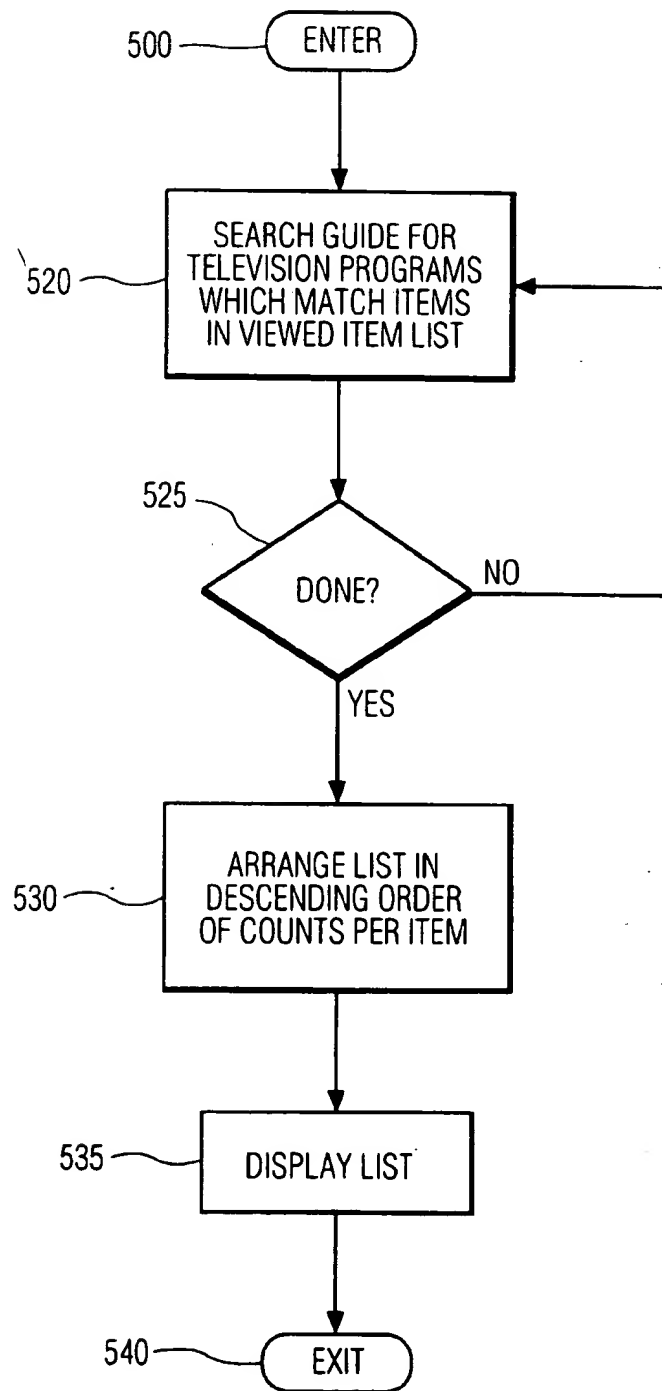 500
ENTER
520
SEARCH GUIDE FOR
TELEVISION PROGRAMS
WHICH MATCH ITEMS
IN VIEWED ITEM LIST
525
DONE?
NO
YES
530
ARRANGE LIST IN
DESCENDING ORDER
OF COUNTS PER ITEM
535
DISPLAY LIST
540
EXIT